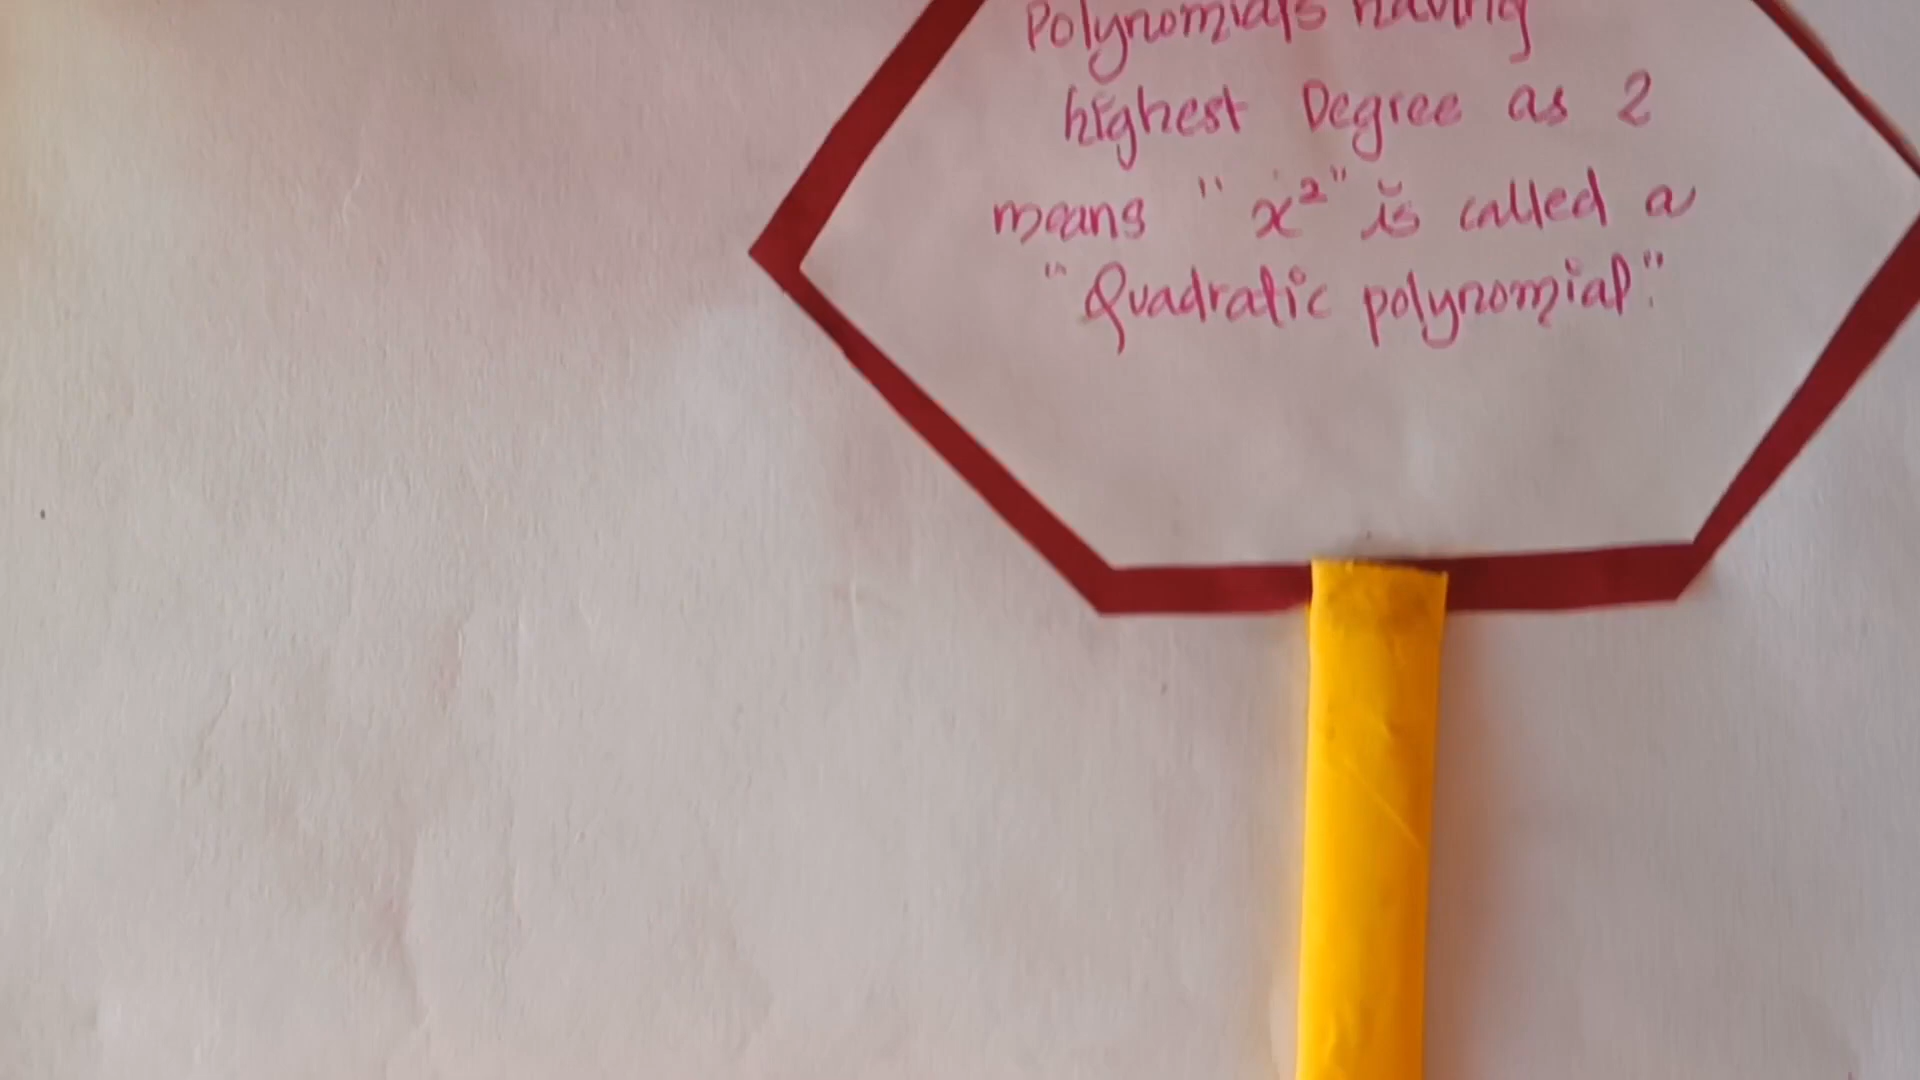 Polynomials having
highest Degree as 2
means "x²" is called a
"Quadratic polynomial".